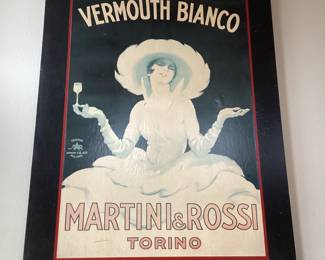 VERMOUTH BIANCO
MARTINI & ROSSI
TORINO